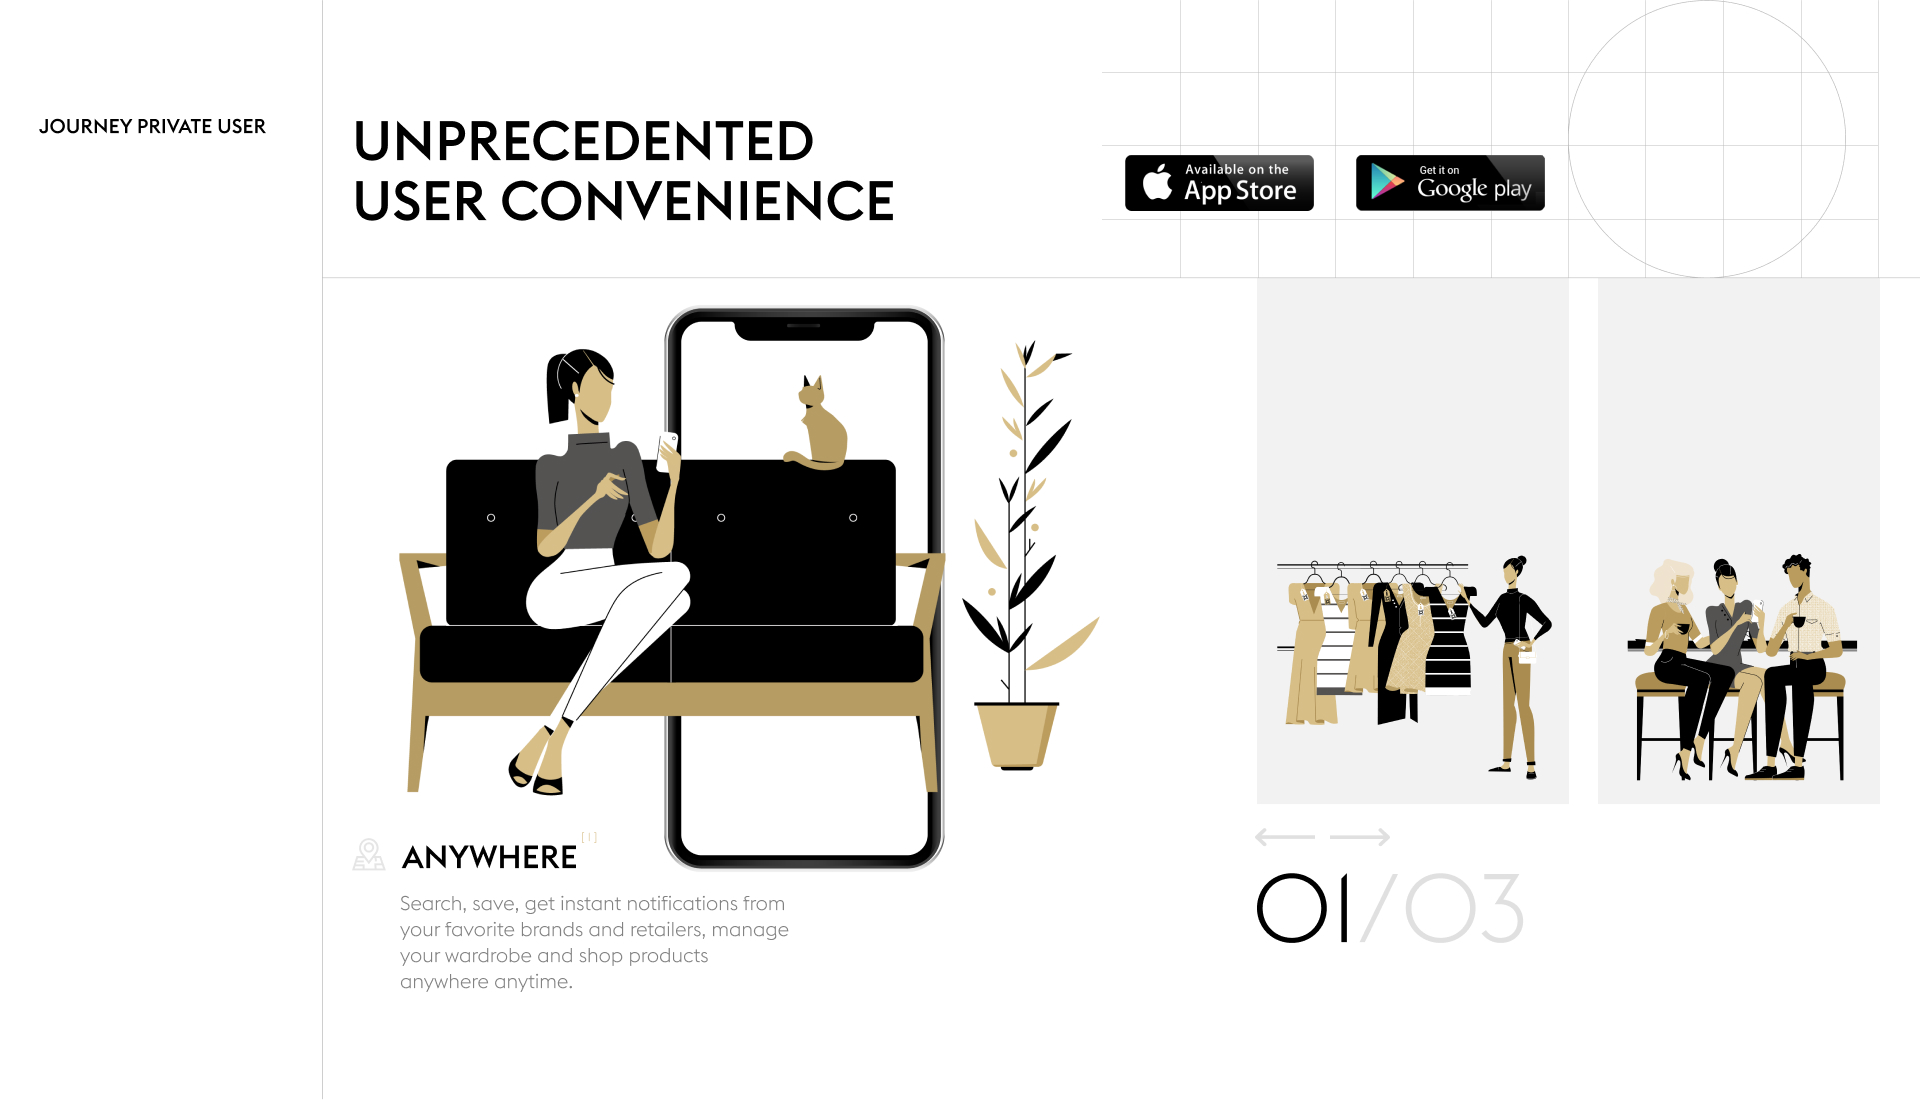 JOURNEY PRIVATE USER
UNPRECEDENTED
USER CONVENIENCE
Available on the
App Store
Get it on
Google play
[ I ]
ANYWHERE
Search, save, get instant notifications from
your favorite brands and retailers, manage
your wardrobe and shop products
anywhere anytime.
01/03